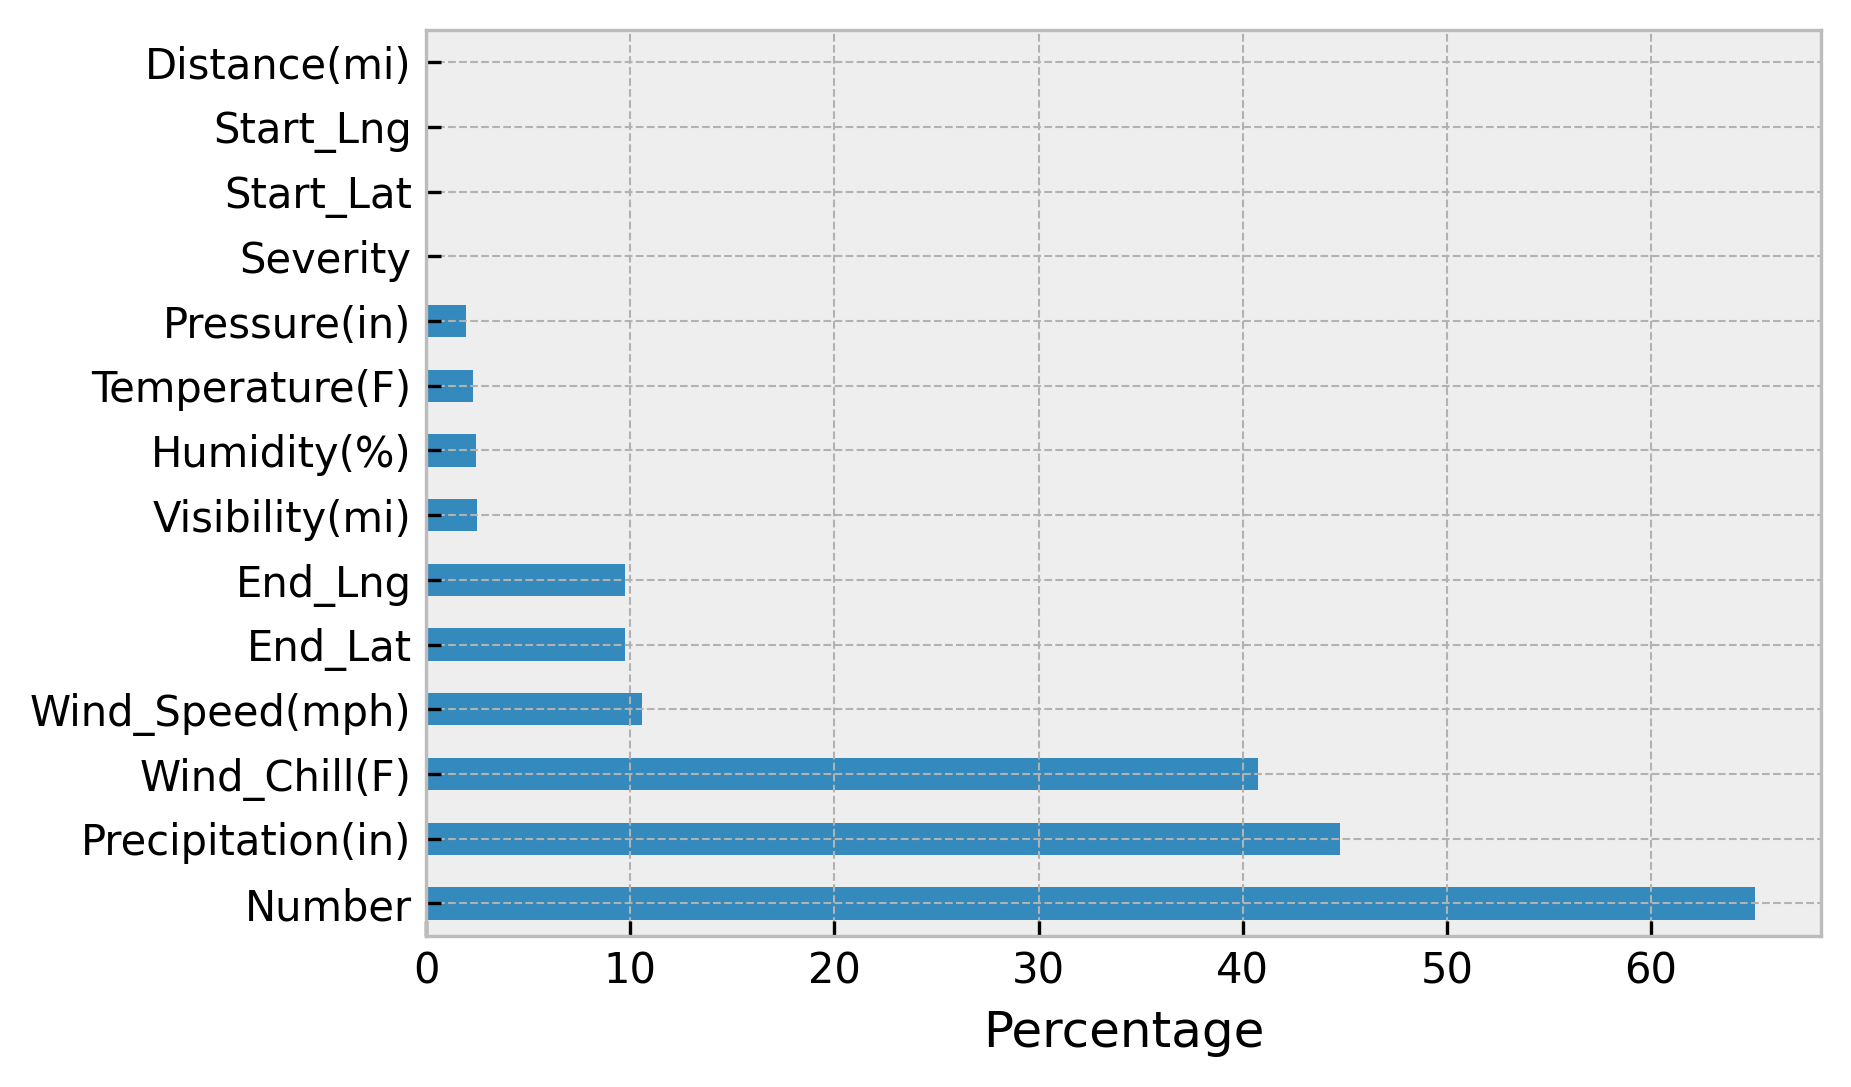 Distance(mi)
Start_Lng
Start_Lat
Severity
Pressure(in)
Temperature(F)
Humidity(%)
Visibility(mi)
End_Lng
End_Lat
Wind_Speed(mph)
Wind_Chill(F)
Precipitation(in)
Number
0 10 20 30 40 50 60
Percentage